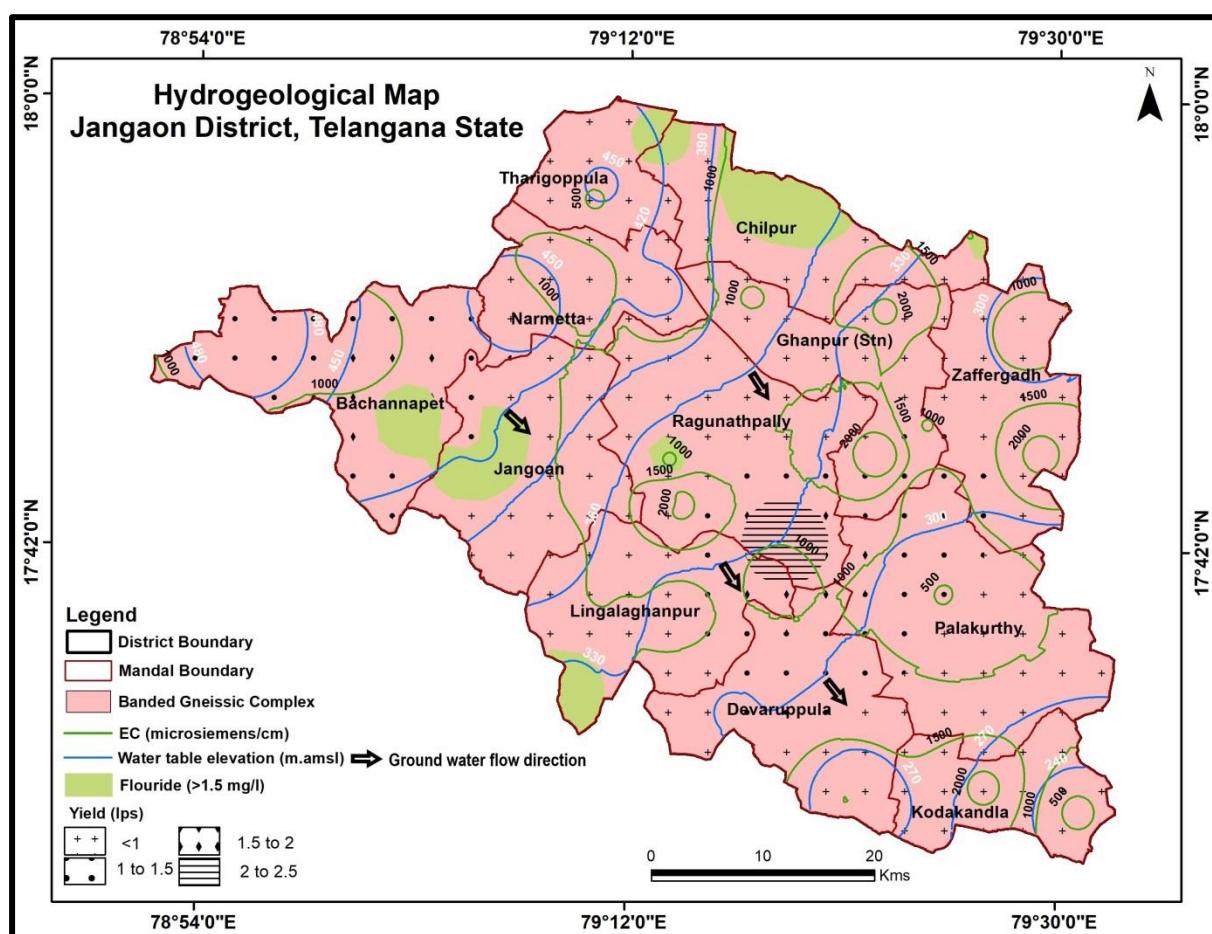 78°54'0"E
79°12'0"E
79°30'0"E
18°0'0"N
18°0'0"N
Hydrogeological Map
Jangaon District, Telangana State
N
450
390
1000
Tharigoppula
500
420
Chilpur
1500
330
450
1000
1000
2000
1000
300
480
Narmetta
Ghanpur (Stn)
480
450
1000
1000
Zaffergadh
Bachannapet
1500
1500
Ragunathpally
1000
2000
2000
1000
Jangoan
1500
2000
360
300
17°42'0"N
17°42'0"N
1000
1000
500
Lingalaghanpur
Palakurthy
330
Devaruppula
1500
270
240
270
2000
1000
500
Kodakandla
Legend
District Boundary
Mandal Boundary
Banded Gneissic Complex
EC (microsiemens/cm)
Water table elevation (m.amsl)
Ground water flow direction
Flouride (>1.5 mg/l)
Yield (lps)
<1
1.5 to 2
1 to 1.5
2 to 2.5
0
10
20
Kms
78°54'0"E
79°12'0"E
79°30'0"E